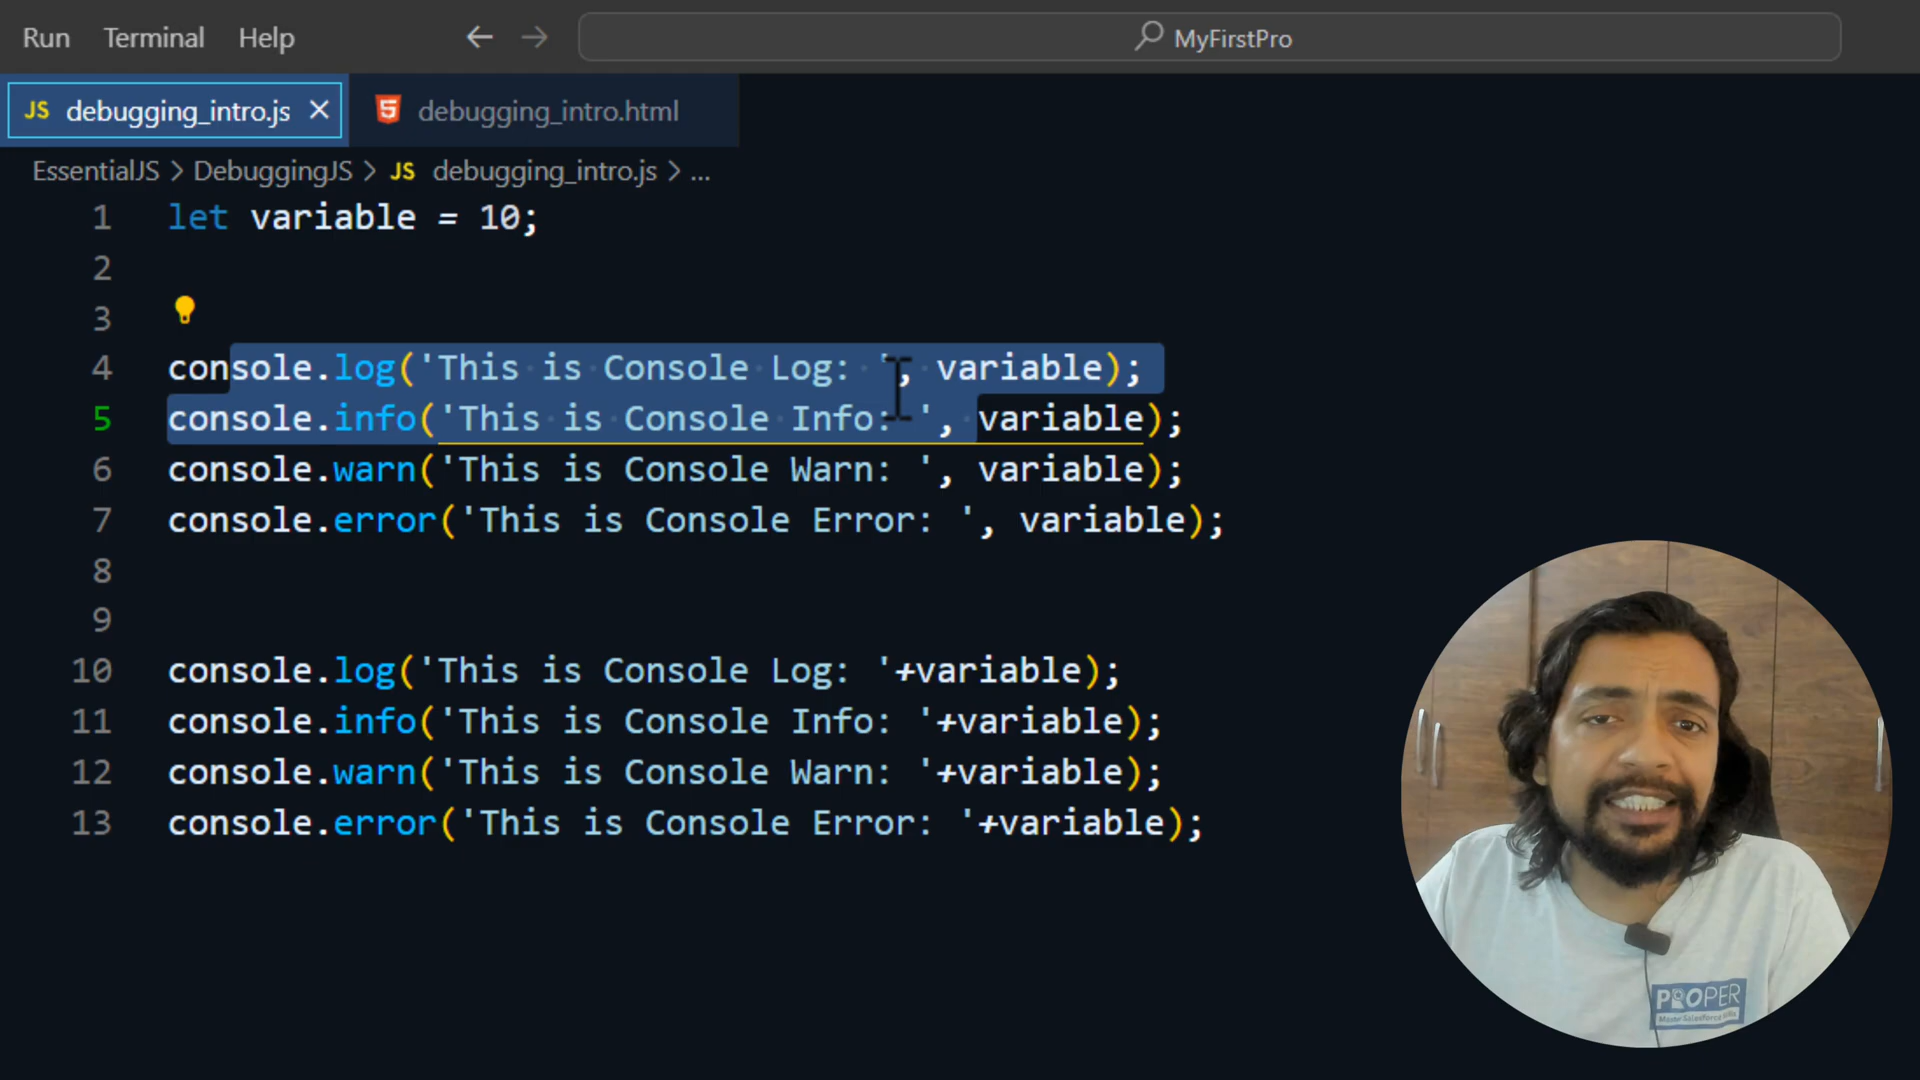 Run Terminal Help MyFirstPro
JS debugging_intro.js debugging_intro.html
EssentialJS > DebuggingJS > JS debugging_intro.js > ...
1 let variable = 10;
2
3
4 console.log('This is Console Log: ', variable);
5 console.info('This is Console Info: ', variable);
6 console.warn('This is Console Warn: ', variable);
7 console.error('This is Console Error: ', variable);
8
9
10 console.log('This is Console Log: '+variable);
11 console.info('This is Console Info: '+variable);
12 console.warn('This is Console Warn: '+variable);
13 console.error('This is Console Error: '+variable);
PROPER
Master Salesforce